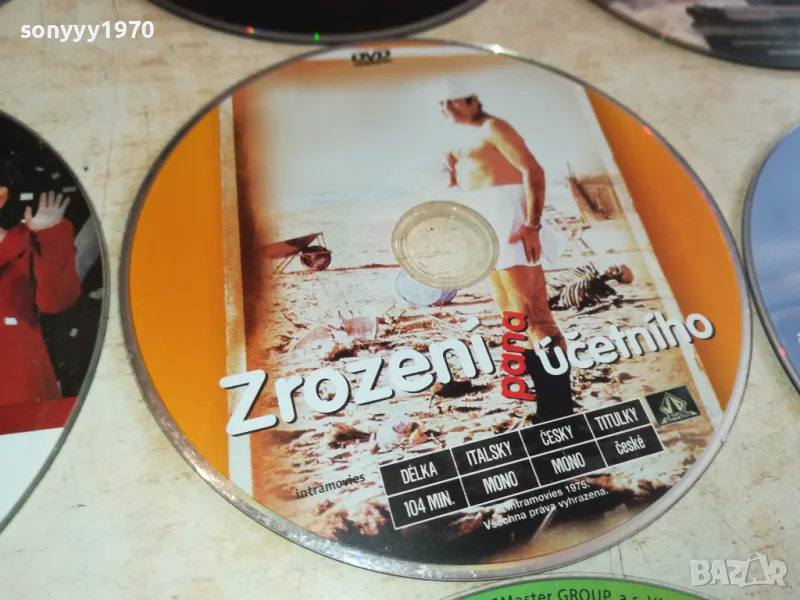 sonyyy1970
DVD
Zrození pana účetního
intramovies
DÉLKA ITALSKY ČESKY TITULKY
104 MIN. MONO MONO české
Intramovies 1975.
Všechna práva vyhrazena.
Master GROUP, a.s.
BAZAR